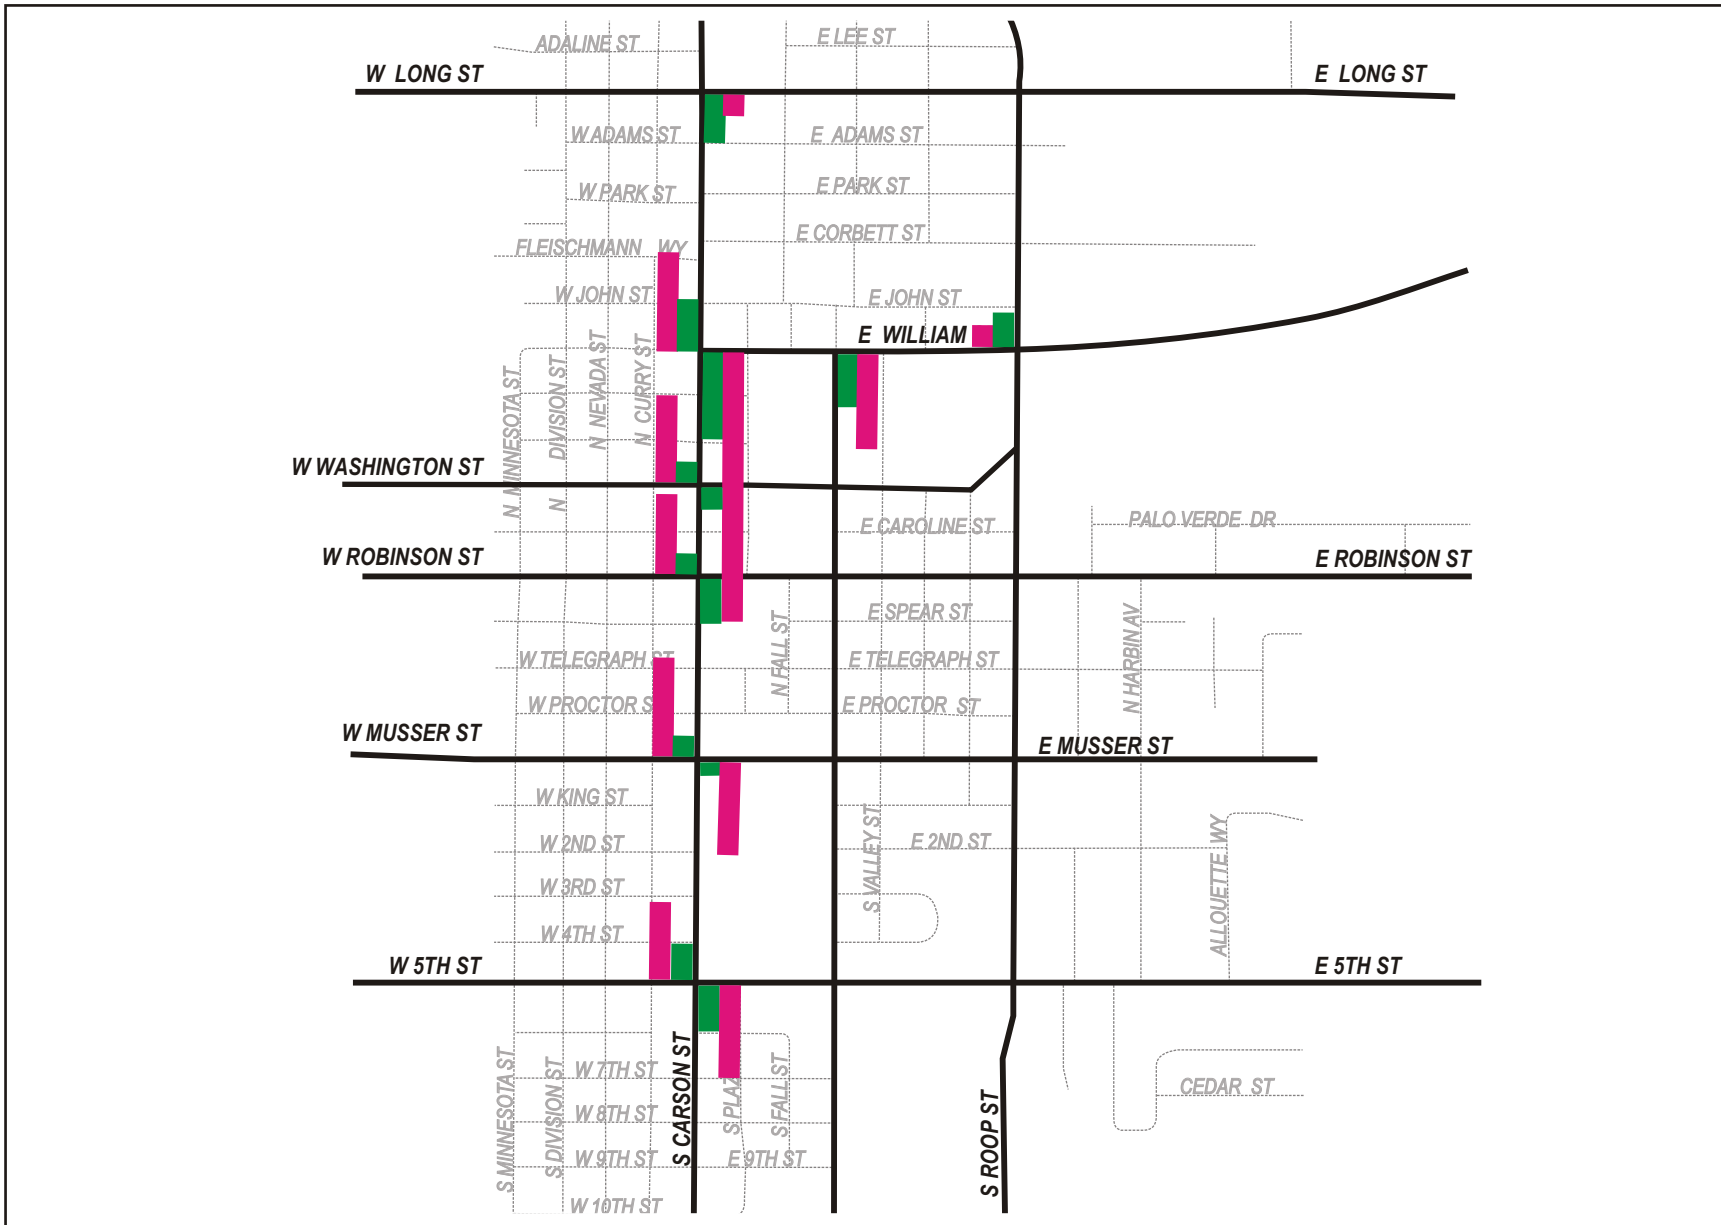 ADALINE ST
E LEE ST
W LONG ST
E LONG ST
W ADAMS ST
E ADAMS ST
W PARK ST
E PARK ST
E CORBETT ST
FLEISCHMANN WY
W JOHN ST
E JOHN ST
E WILLIAM
N MINNESOTA ST
N DIVISION ST
N NEVADA ST
N CURRY ST
W WASHINGTON ST
E CAROLINE ST
PALO VERDE DR
W ROBINSON ST
E ROBINSON ST
E SPEAR ST
N FALL ST
N HARBIN AV
W TELEGRAPH ST
E TELEGRAPH ST
W PROCTOR S
E PROCTOR ST
W MUSSER ST
E MUSSER ST
W KING ST
W 2ND ST
E 2ND ST
S VALLEY ST
ALLOUETTE WY
W 3RD ST
W 4TH ST
W 5TH ST
E 5TH ST
S MINNESOTA ST
S DIVISION ST
S CARSON ST
S PLAZ
S FALL ST
S ROOP ST
W 7TH ST
CEDAR ST
W 8TH ST
W 9TH ST
E 9TH ST
W 10TH ST